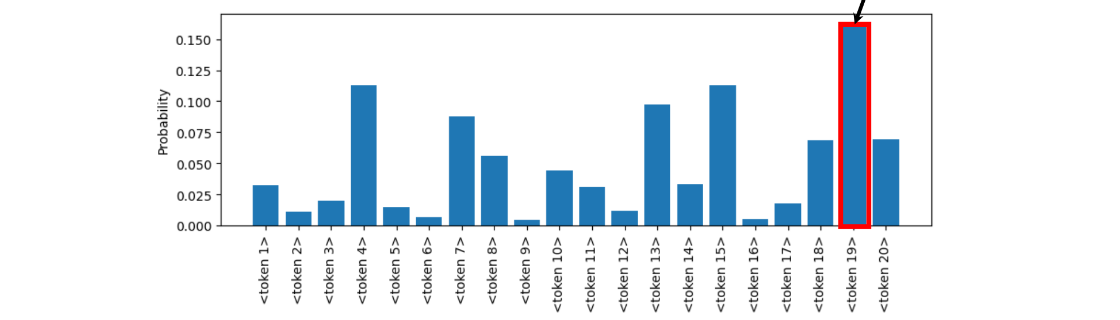 Probability
0.150
0.125
0.100
0.075
0.050
0.025
0.000
<token 1>
<token 2>
<token 3>
<token 4>
<token 5>
<token 6>
<token 7>
<token 8>
<token 9>
<token 10>
<token 11>
<token 12>
<token 13>
<token 14>
<token 15>
<token 16>
<token 17>
<token 18>
<token 19>
<token 20>